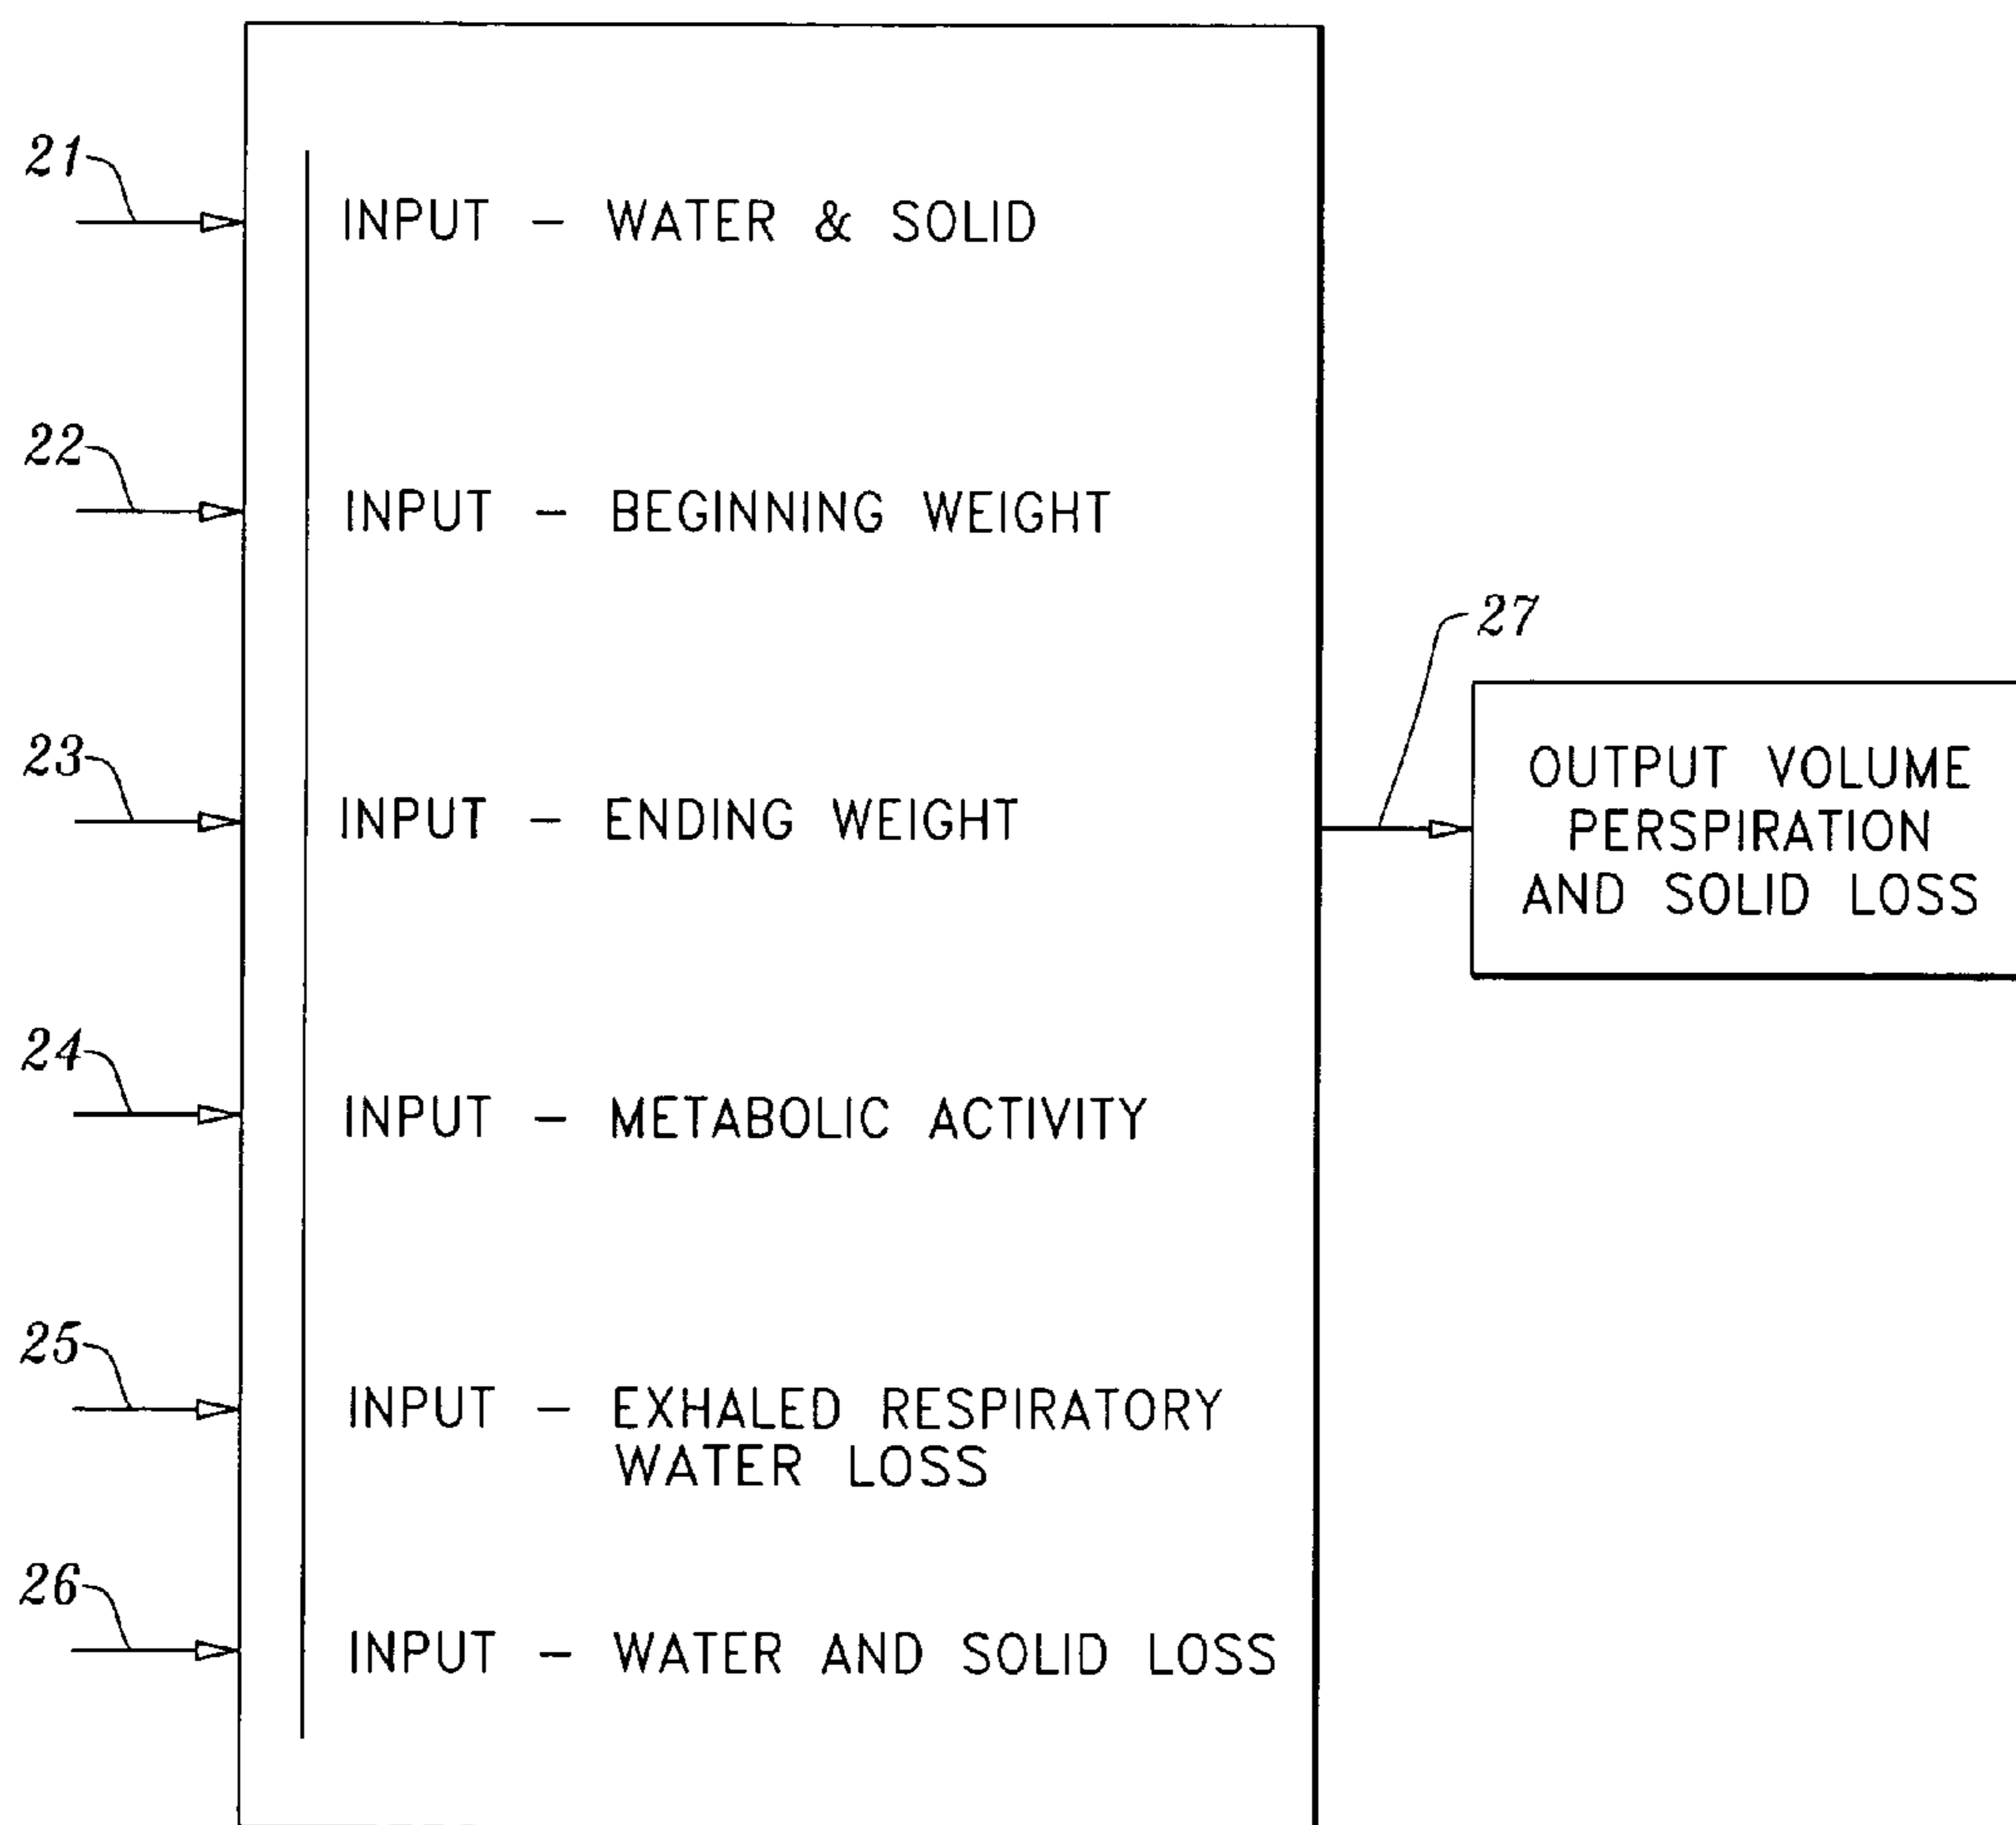 21
INPUT – WATER & SOLID
22
INPUT – BEGINNING WEIGHT
23
INPUT – ENDING WEIGHT
27
OUTPUT VOLUME
PERSPIRATION
AND SOLID LOSS
24
INPUT – METABOLIC ACTIVITY
25
INPUT – EXHALED RESPIRATORY
WATER LOSS
26
INPUT – WATER AND SOLID LOSS